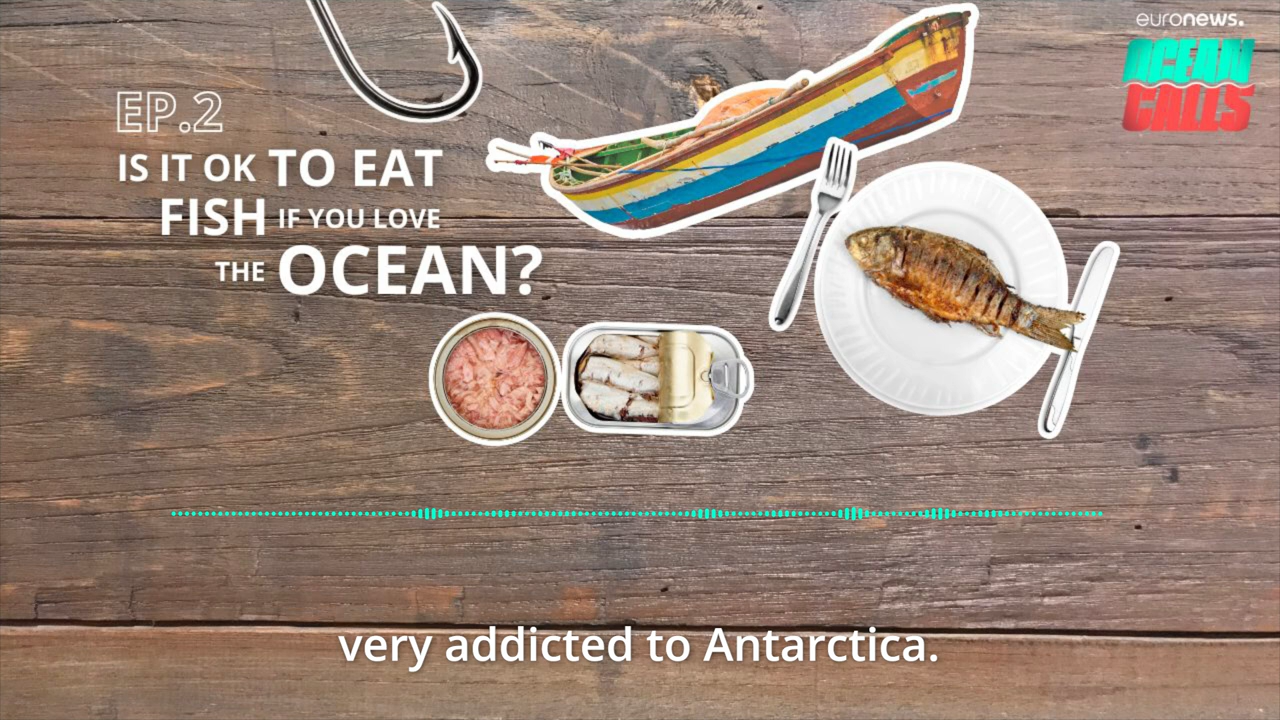 euronews.
OCEAN
CALLS
EP.2
IS IT OK TO EAT
FISH IF YOU LOVE
THE OCEAN?
very addicted to Antarctica.